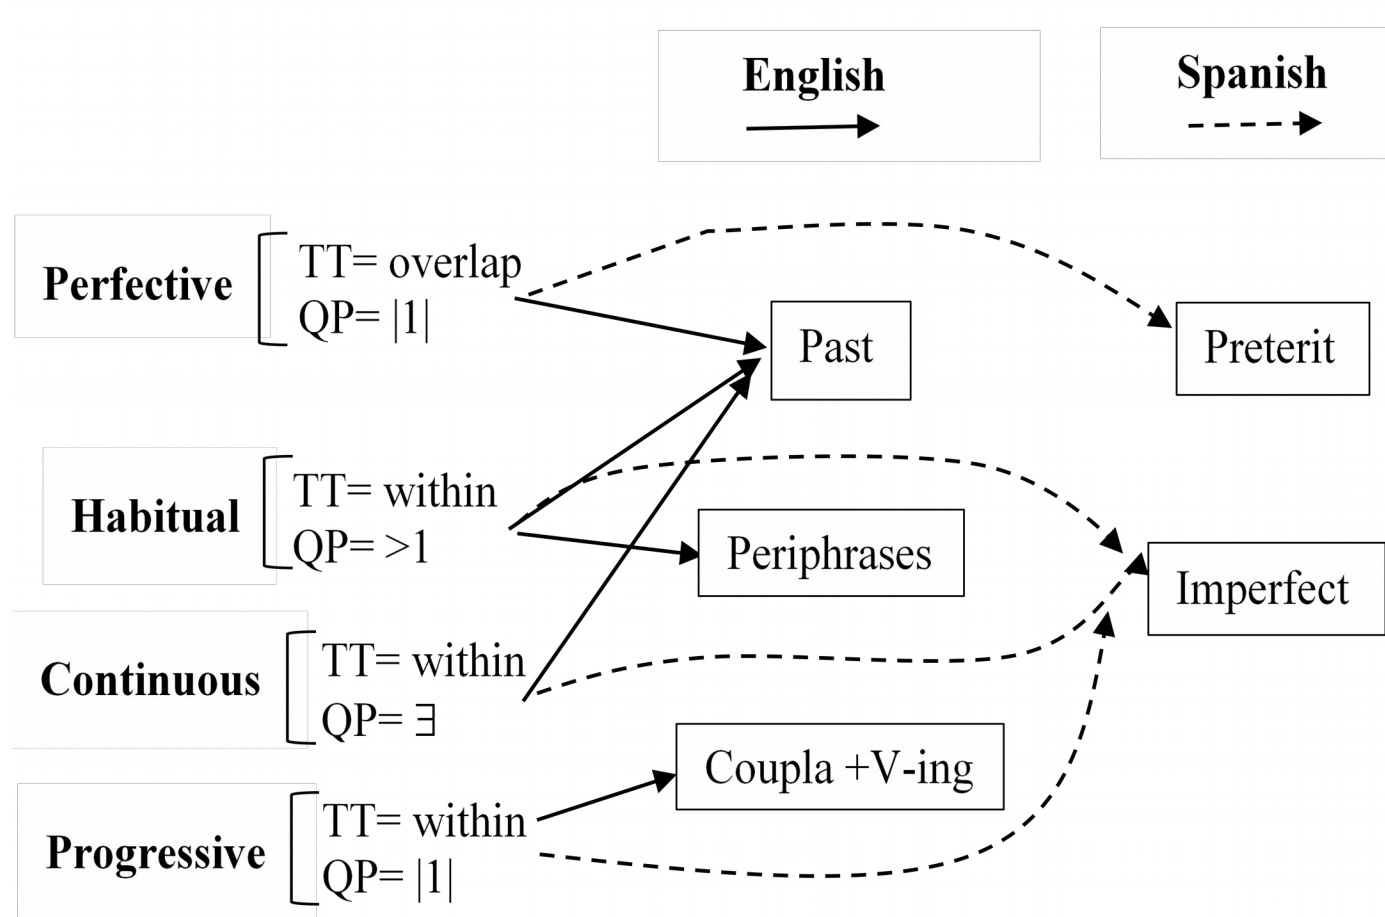 English
Spanish
Perfective
TT= overlap
QP= |1|
Past
Preterit
Habitual
TT= within
QP= >1
Periphrases
Imperfect
Continuous
TT= within
QP= ∃
Coupla +V-ing
Progressive
TT= within
QP= |1|